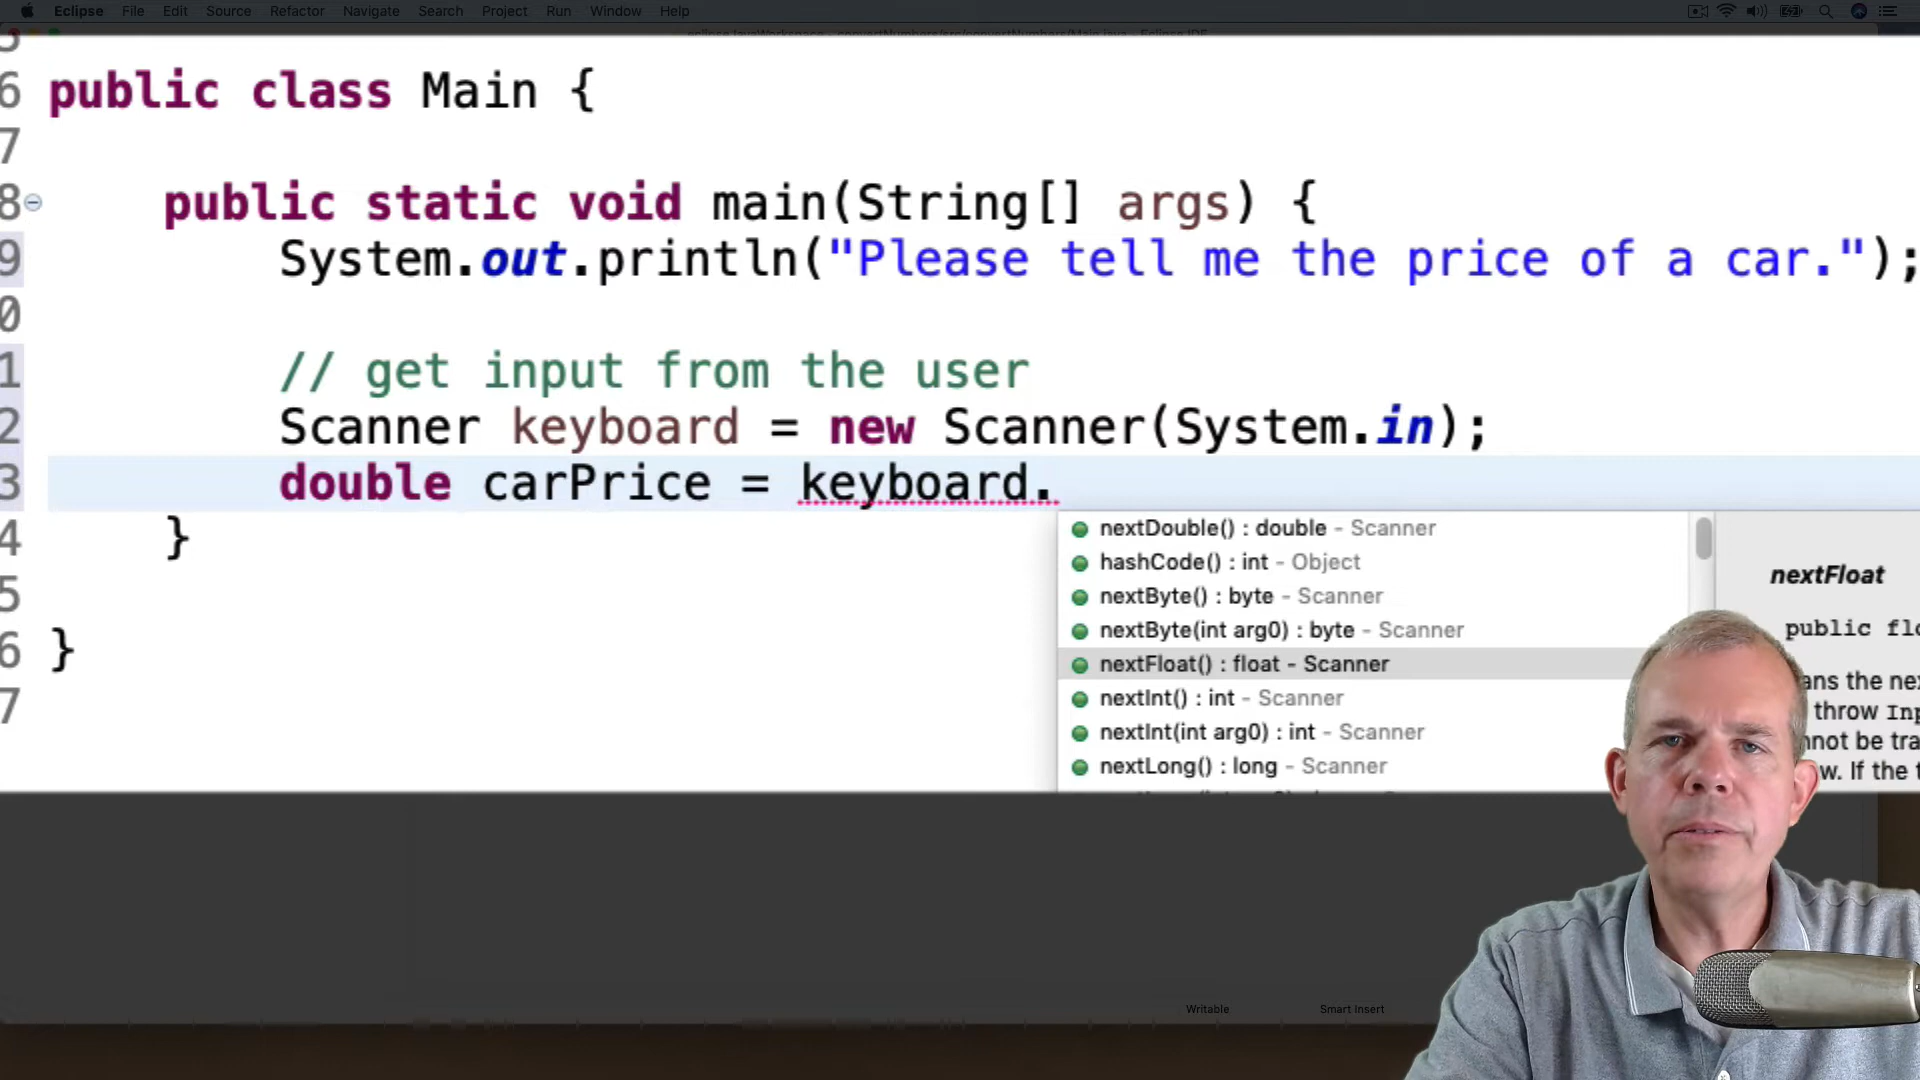 Eclipse File Edit Source Refactor Navigate Search Project Run Window Help
5
6 public class Main {
7
8 public static void main(String[] args) {
9 System.out.println("Please tell me the price of a car.");
0
1 // get input from the user
2 Scanner keyboard = new Scanner(System.in);
3 double carPrice = keyboard.
4 }
5
6 }
7
nextDouble() : double - Scanner
hashCode() : int - Object
nextByte() : byte - Scanner
nextByte(int arg0) : byte - Scanner
nextFloat() : float - Scanner
nextInt() : int - Scanner
nextInt(int arg0) : int - Scanner
nextLong() : long - Scanner
nextFloat
public flo
ans the nex
throw Inp
nnot be tra
w. If the t
Writable Smart Insert